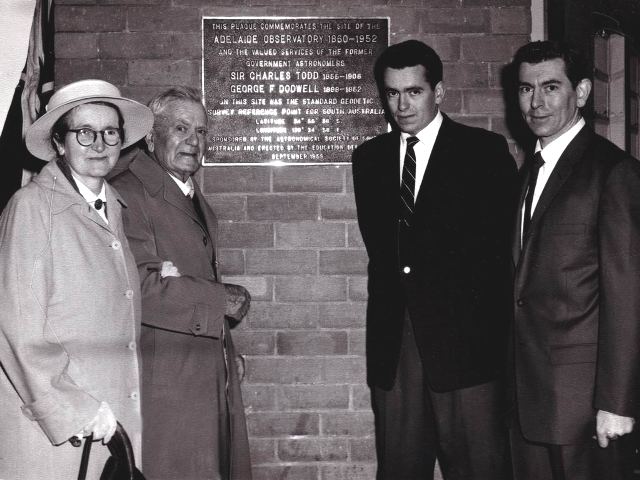 THIS PLAQUE COMMEMORATES THE SITE OF THE
ADELAIDE OBSERVATORY 1860-1952
AND THE VALUED SERVICES OF THE FORMER
GOVERNMENT ASTRONOMERS
SIR CHARLES TODD 1855-1906
GEORGE F. DODWELL 1909-1952
ON THIS SITE WAS THE STANDARD GEODETIC
SURVEY REFERENCE POINT FOR SOUTH AUSTRALIA
LATITUDE 34° 55'
LONGITUDE 138° 
SPONSORED BY THE ASTRONOMICAL SOCIETY OF
AUSTRALIA AND ERECTED BY THE EDUCATION
SEPTEMBER